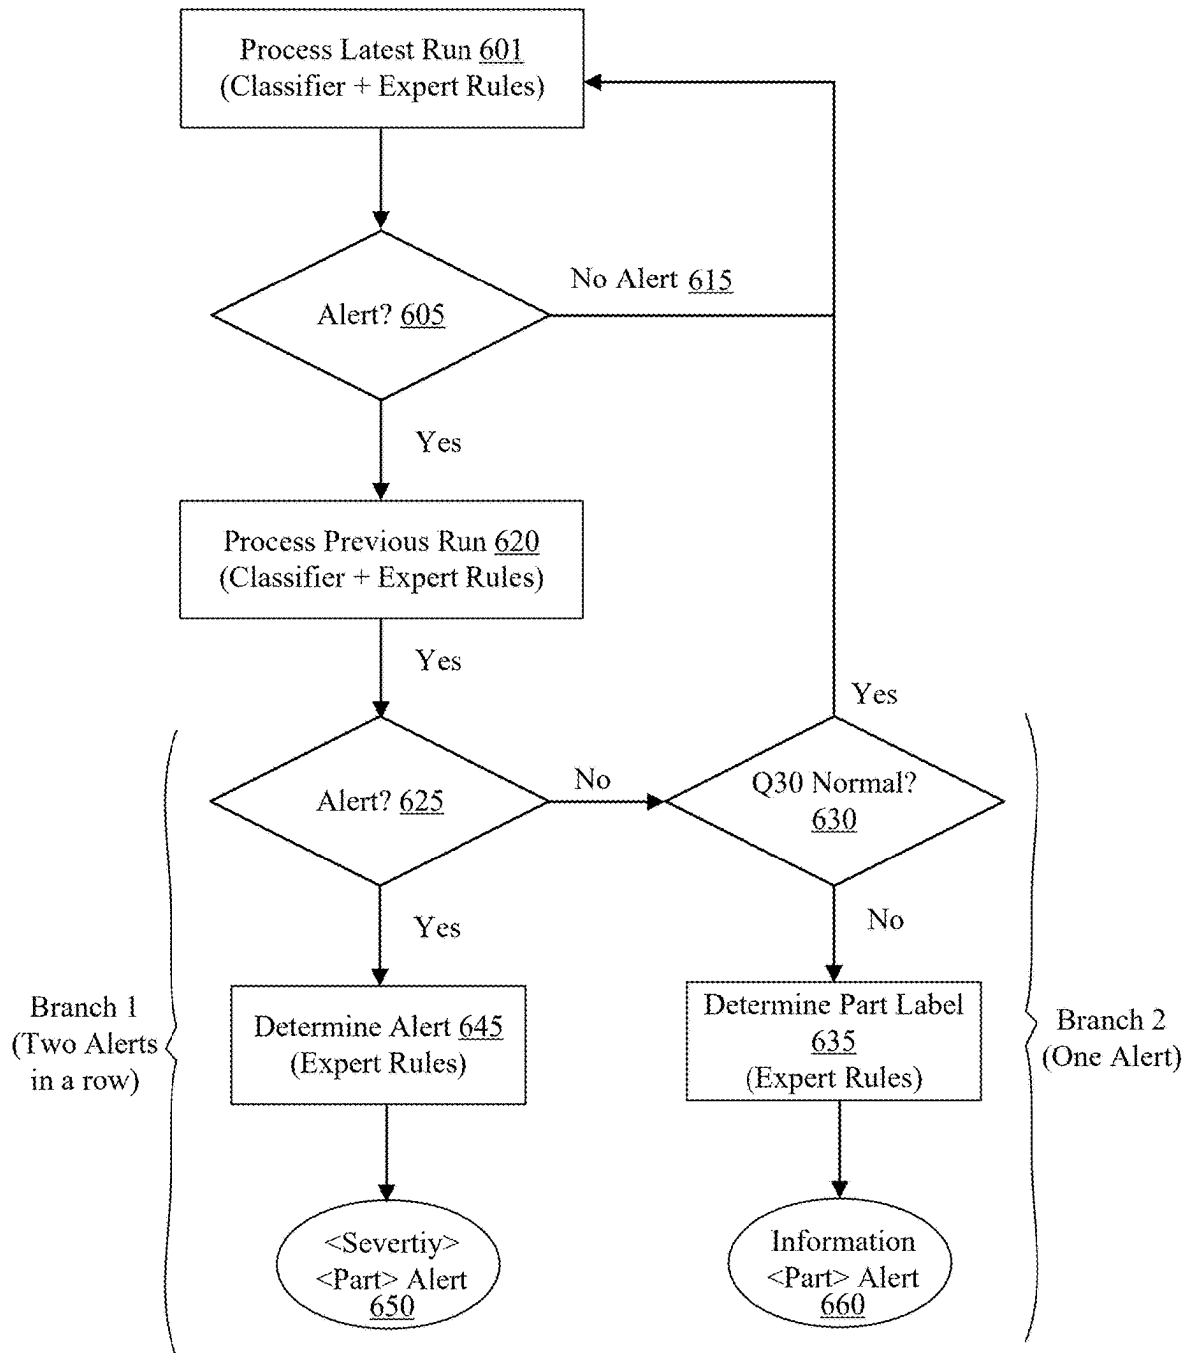 Process Latest Run 601
(Classifier + Expert Rules)
No Alert 615
Alert? 605
Yes
Process Previous Run 620
(Classifier + Expert Rules)
Yes
Yes
Alert? 625
No
Q30 Normal?
630
Yes
No
Branch 1
(Two Alerts
in a row)
Determine Alert 645
(Expert Rules)
Determine Part Label
635
(Expert Rules)
Branch 2
(One Alert)
<Severtiy>
<Part> Alert
650
Information
<Part> Alert
660